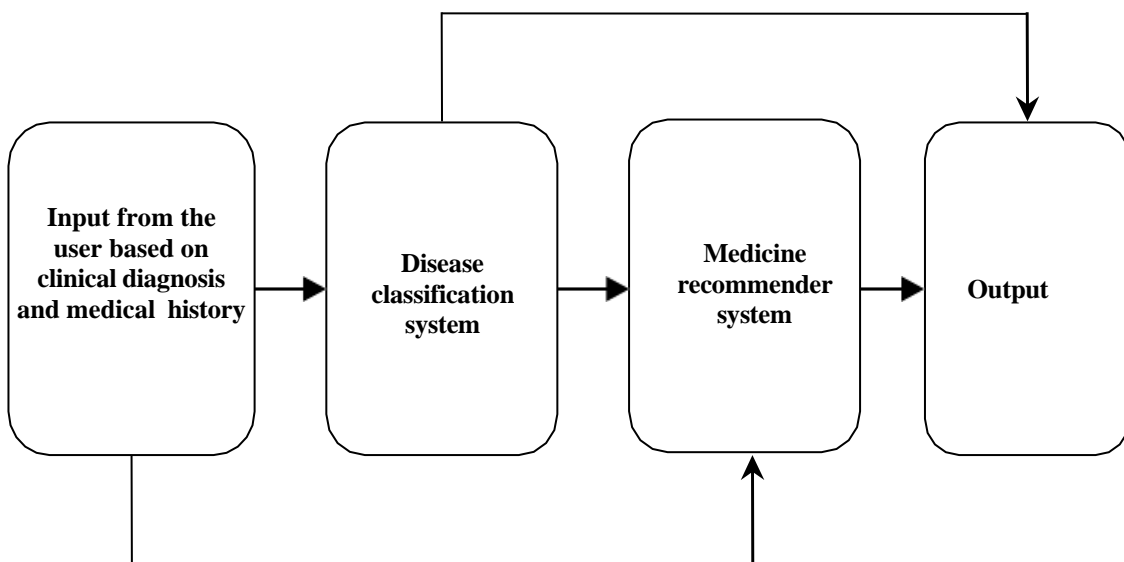 Input from the
user based on
clinical diagnosis
and medical history
Disease
classification
system
Medicine
recommender
system
Output